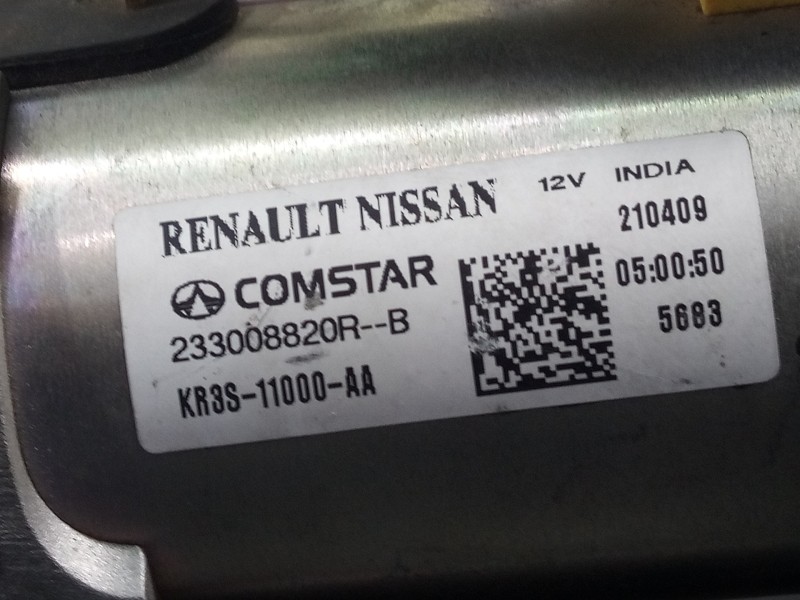 RENAULT NISSAN 12V INDIA
210409
COMSTAR 05:00:50
233008820R--B 5683
KR3S-11000-AA